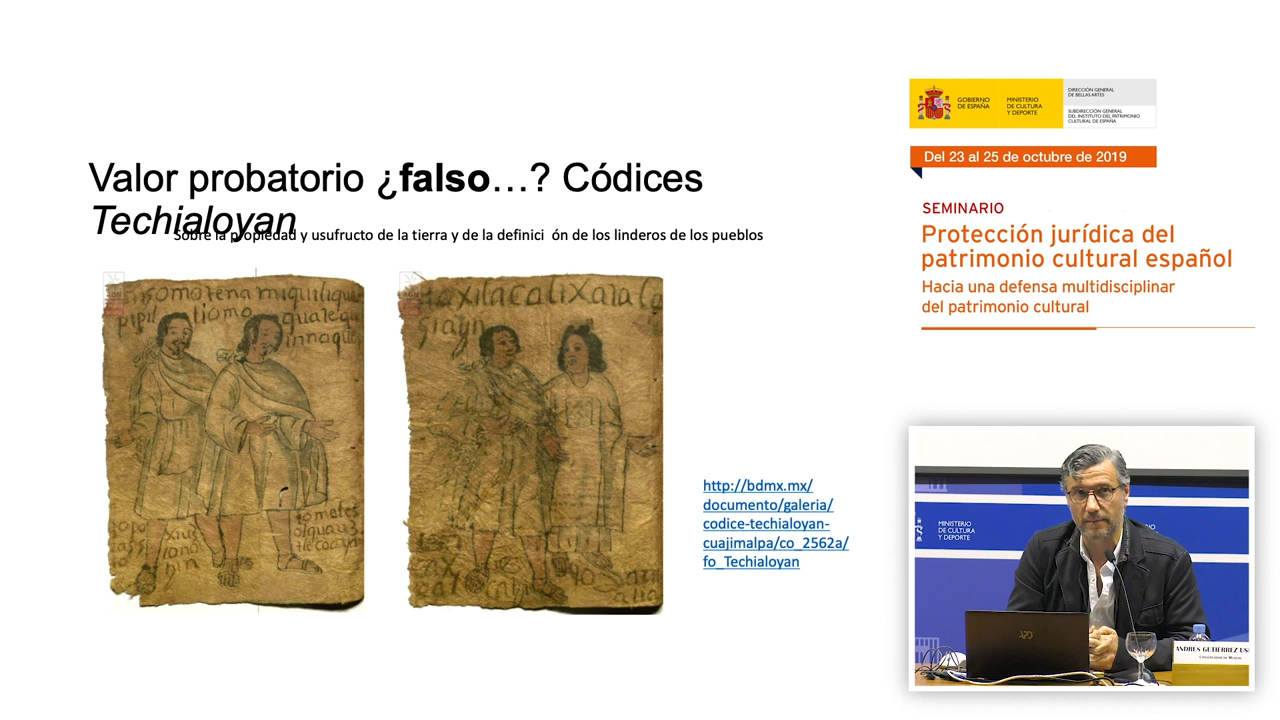 Valor probatorio ¿falso…? Códices
Techialoyan
Sobre la propiedad y usufructo de la tierra y de la definici ón de los linderos de los pueblos
http://bdmx.mx/
documento/galeria/
codice-techialoyan-
cuajimalpa/co_2562a/
fo_Techialoyan
GOBIERNO
DE ESPAÑA
MINISTERIO
DE CULTURA
Y DEPORTE
DIRECCIÓN GENERAL
DE BELLAS ARTES
SUBDIRECCIÓN GENERAL
DEL INSTITUTO DEL PATRIMONIO
CULTURAL DE ESPAÑA
Del 23 al 25 de octubre de 2019
SEMINARIO
Protección jurídica del
patrimonio cultural español
Hacia una defensa multidisciplinar
del patrimonio cultural
MINISTERIO
DE CULTURA
Y DEPORTE
ANDRES GUTIERREZ